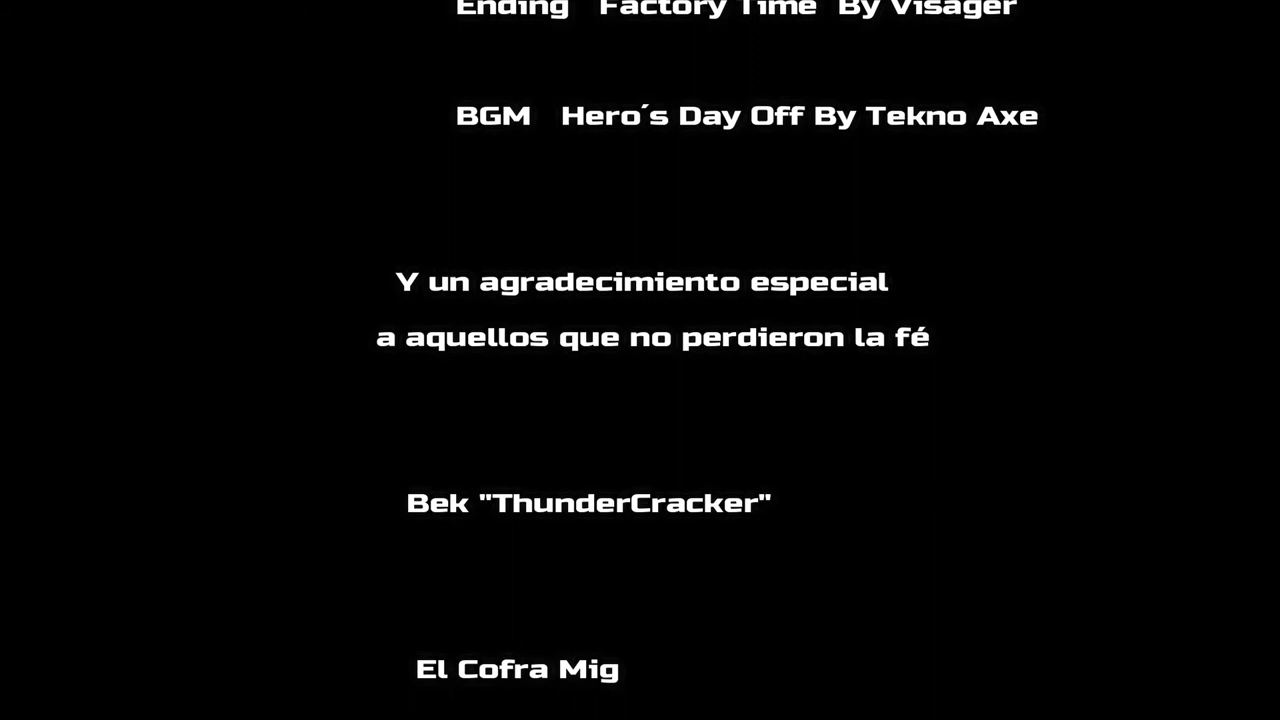 Ending Factory Time By Visager
BGM Hero´s Day Off By Tekno Axe
Y un agradecimiento especial
a aquellos que no perdieron la fé
Bek "ThunderCracker"
El Cofra Mig